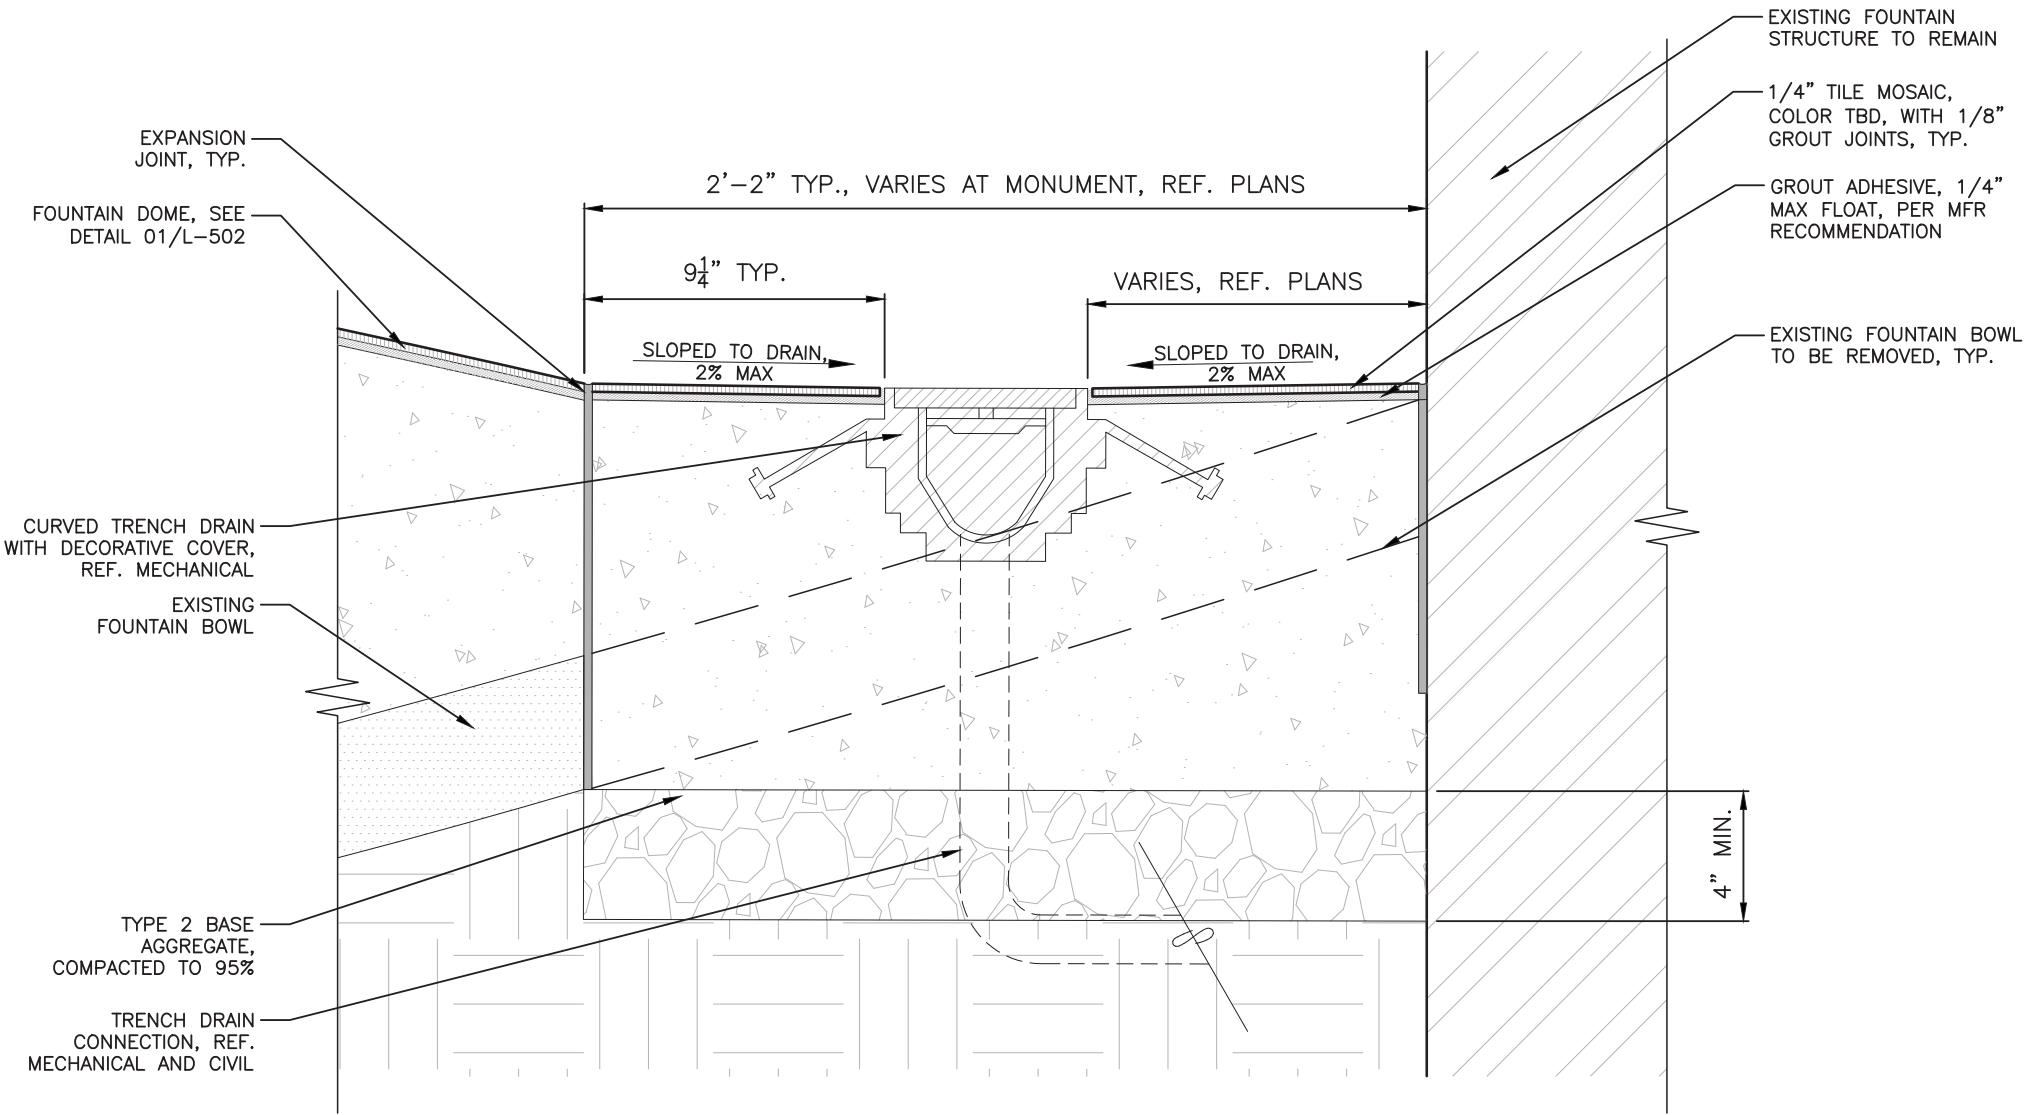 EXISTING FOUNTAIN
STRUCTURE TO REMAIN
1/4” TILE MOSAIC,
COLOR TBD, WITH 1/8”
GROUT JOINTS, TYP.
EXPANSION
JOINT, TYP.
2’–2” TYP., VARIES AT MONUMENT, REF. PLANS
GROUT ADHESIVE, 1/4”
MAX FLOAT, PER MFR
RECOMMENDATION
FOUNTAIN DOME, SEE
DETAIL 01/L–502
9¼” TYP.
VARIES, REF. PLANS
EXISTING FOUNTAIN BOWL
TO BE REMOVED, TYP.
SLOPED TO DRAIN,
2% MAX
SLOPED TO DRAIN,
2% MAX
CURVED TRENCH DRAIN
WITH DECORATIVE COVER,
REF. MECHANICAL
EXISTING
FOUNTAIN BOWL
4” MIN.
TYPE 2 BASE
AGGREGATE,
COMPACTED TO 95%
TRENCH DRAIN
CONNECTION, REF.
MECHANICAL AND CIVIL